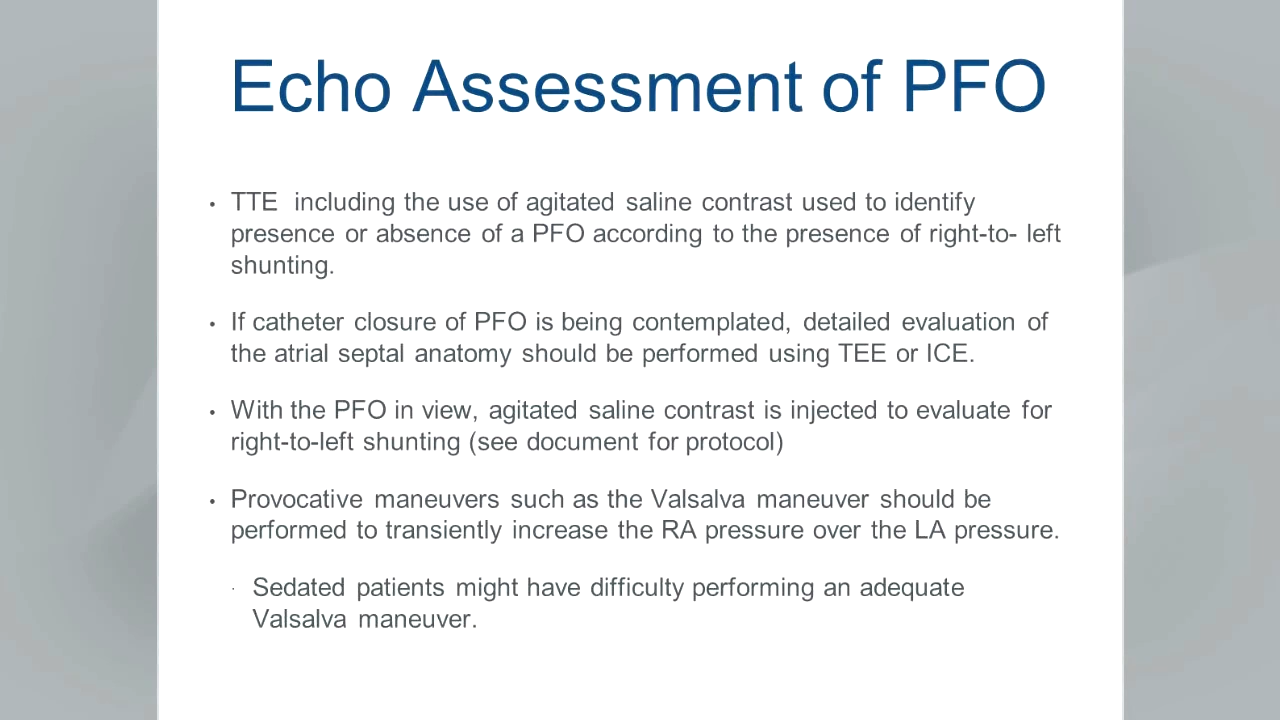 Echo Assessment of PFO
• TTE including the use of agitated saline contrast used to identify
presence or absence of a PFO according to the presence of right-to- left
shunting.
• If catheter closure of PFO is being contemplated, detailed evaluation of
the atrial septal anatomy should be performed using TEE or ICE.
• With the PFO in view, agitated saline contrast is injected to evaluate for
right-to-left shunting (see document for protocol)
• Provocative maneuvers such as the Valsalva maneuver should be
performed to transiently increase the RA pressure over the LA pressure.
· Sedated patients might have difficulty performing an adequate
Valsalva maneuver.